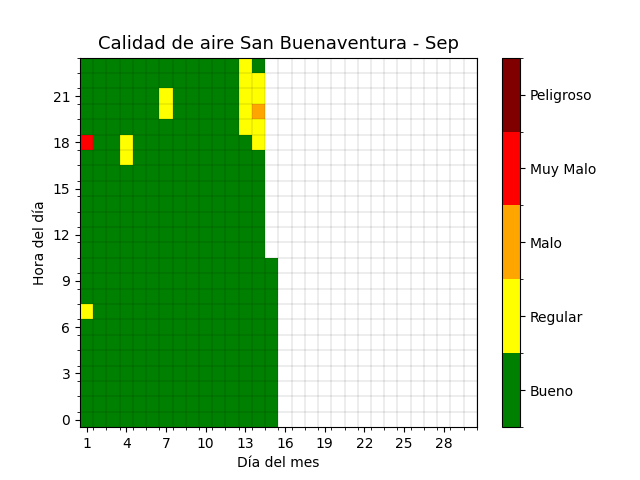 Calidad de aire San Buenaventura - Sep
Peligroso
Muy Malo
Malo
Regular
Bueno
Hora del día
21
18
15
12
9
6
3
0
1 4 7 10 13 16 19 22 25 28
Día del mes